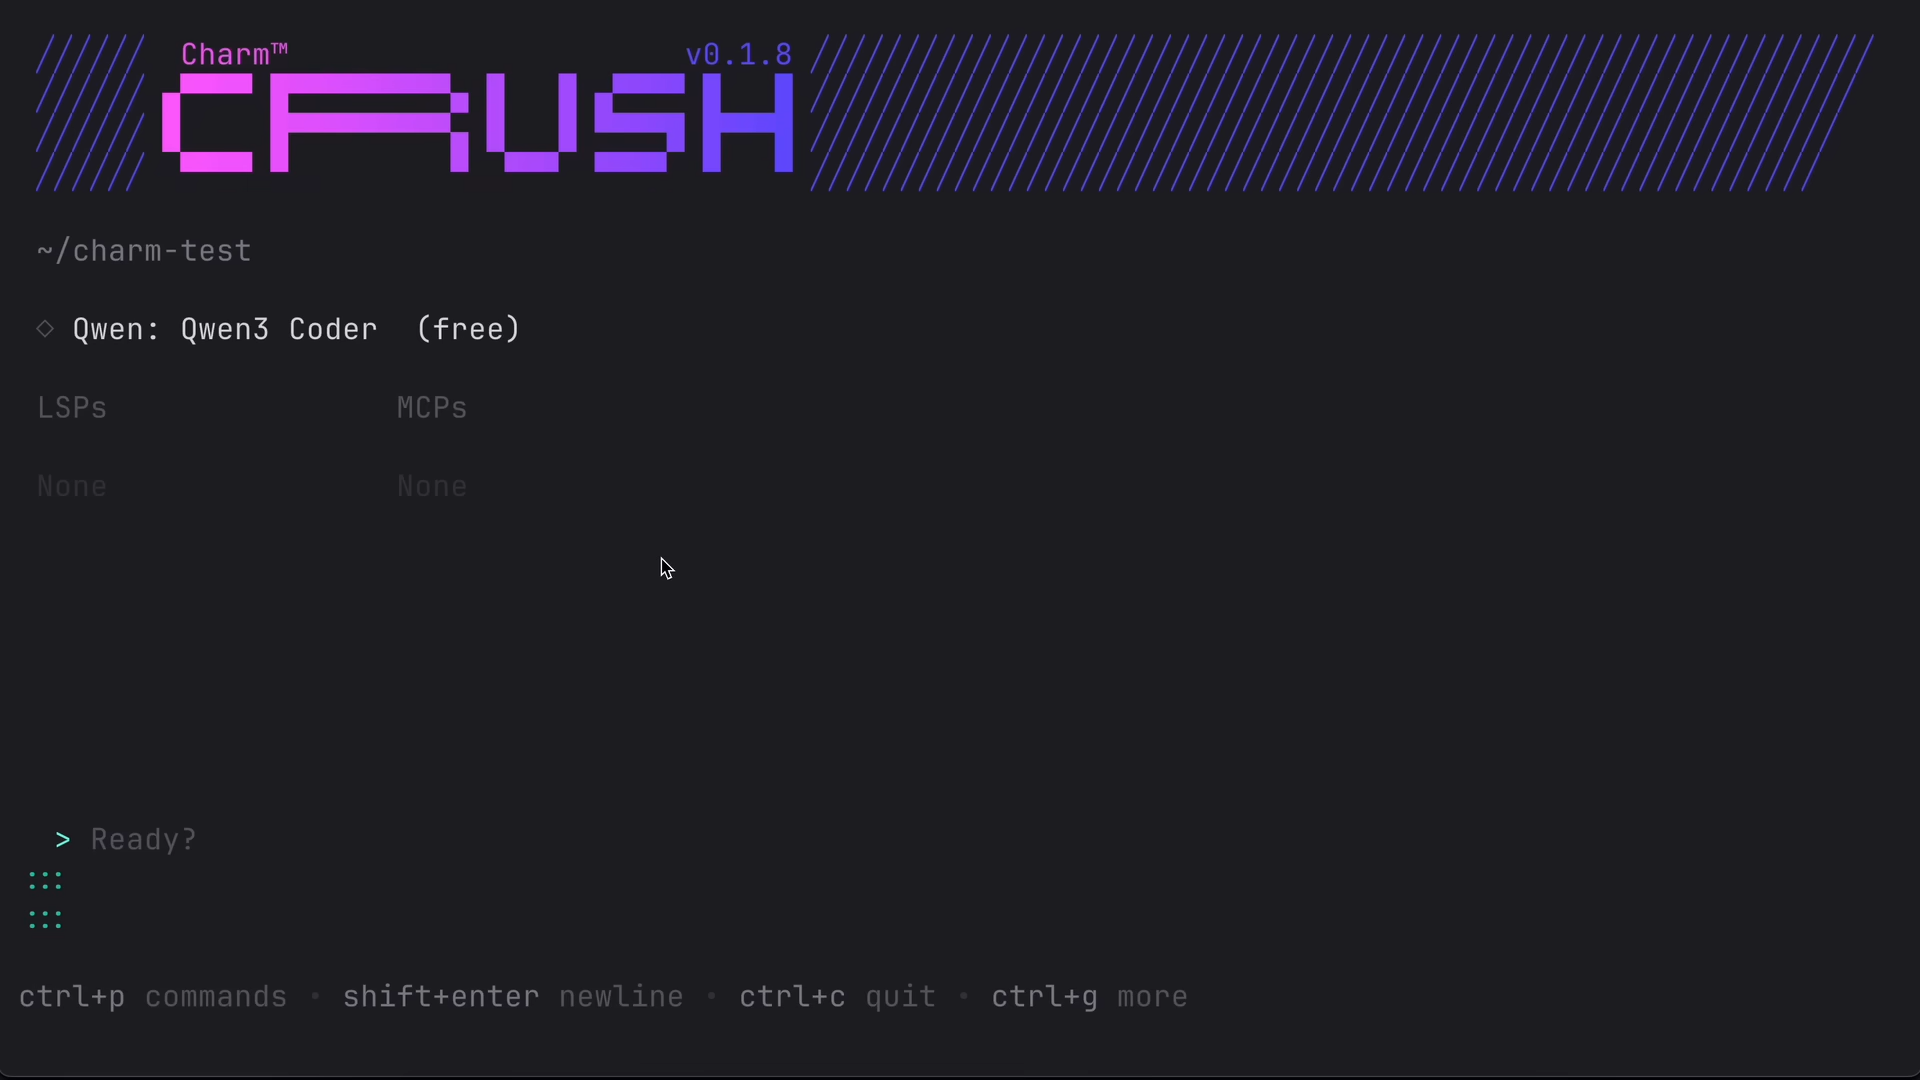 Charm™ v0.1.8
CRUSH
~/charm-test
◇ Qwen: Qwen3 Coder (free)
LSPs MCPs
None None
> Ready?
:::
:::
ctrl+p commands • shift+enter newline • ctrl+c quit • ctrl+g more